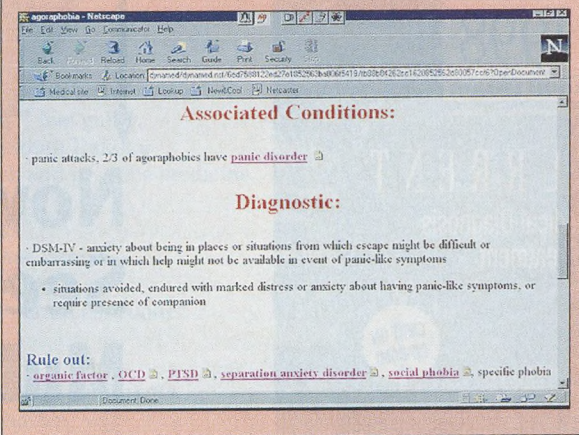 agoraphobia - Netscape
File Edit View Go Communicator Help
Back Forward Reload Home Search Guide Print Security Stop
Bookmarks Location:
Medical site Internet Lookup New&Cool Netcaster
Associated Conditions:
· panic attacks, 2/3 of agoraphobics have panic disorder
Diagnostic:
· DSM-IV - anxiety about being in places or situations from which escape might be difficult or
embarrassing or in which help might not be available in event of panic-like symptoms
• situations avoided, endured with marked distress or anxiety about having panic-like symptoms, or
require presence of companion
Rule out:
· organic factor , OCD , PTSD , separation anxiety disorder , social phobia , specific phobia
Document: Done